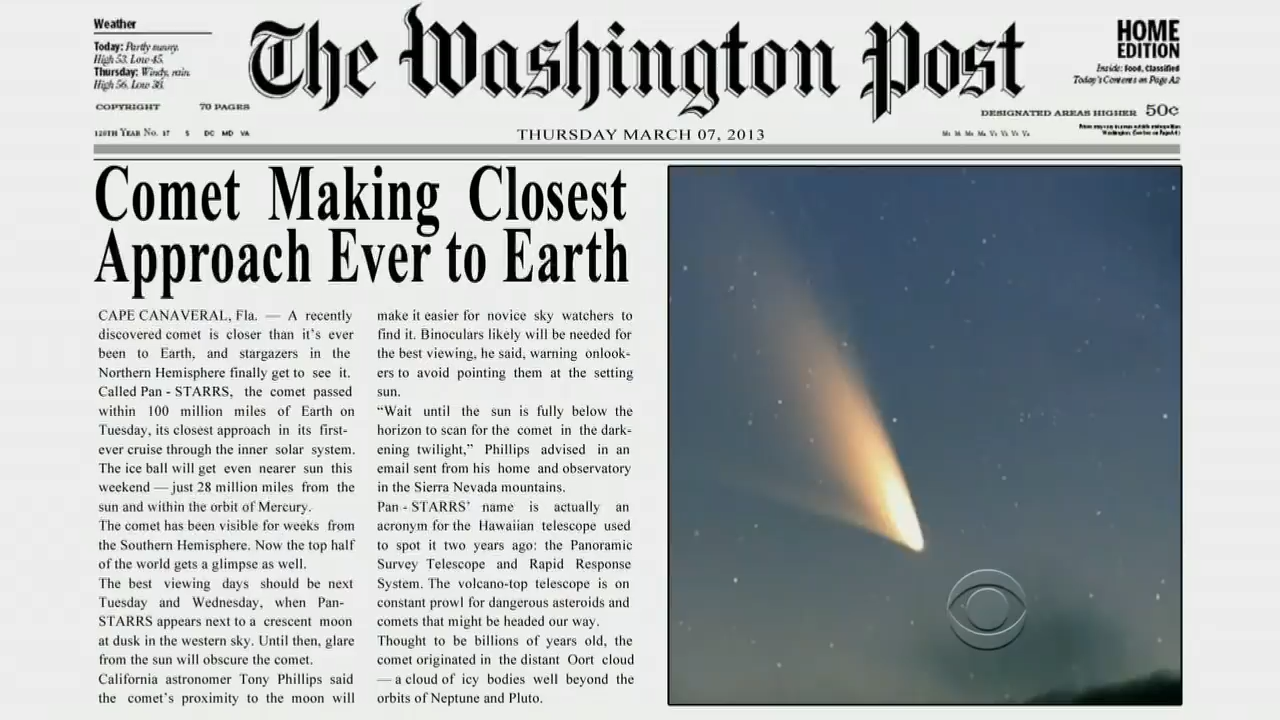 Weather
Today: Partly sunny.
High 53. Low 45.
Thursday: Windy, rain.
High 56. Low 38.
COPYRIGHT 70 PAGES
The Washington Post
HOME
EDITION
Inside: Food, Classified
Today's Contents on Page A2
DESIGNATED AREAS HIGHER 50¢
YEAR No. S DC MD VA
THURSDAY MARCH 07, 2013
Comet Making Closest
Approach Ever to Earth
CAPE CANAVERAL, Fla. — A recently
discovered comet is closer than it's ever
been to Earth, and stargazers in the
Northern Hemisphere finally get to see it.
Called Pan - STARRS, the comet passed
within 100 million miles of Earth on
Tuesday, its closest approach in its first-
ever cruise through the inner solar system.
The ice ball will get even nearer sun this
weekend — just 28 million miles from the
sun and within the orbit of Mercury.
The comet has been visible for weeks from
the Southern Hemisphere. Now the top half
of the world gets a glimpse as well.
The best viewing days should be next
Tuesday and Wednesday, when Pan-
STARRS appears next to a crescent moon
at dusk in the western sky. Until then, glare
from the sun will obscure the comet.
California astronomer Tony Phillips said
the comet's proximity to the moon will
make it easier for novice sky watchers to
find it. Binoculars likely will be needed for
the best viewing, he said, warning onlook-
ers to avoid pointing them at the setting
sun.
“Wait until the sun is fully below the
horizon to scan for the comet in the dark-
ening twilight,” Phillips advised in an
email sent from his home and observatory
in the Sierra Nevada mountains.
Pan - STARRS’ name is actually an
acronym for the Hawaiian telescope used
to spot it two years ago: the Panoramic
Survey Telescope and Rapid Response
System. The volcano-top telescope is on
constant prowl for dangerous asteroids and
comets that might be headed our way.
Thought to be billions of years old, the
comet originated in the distant Oort cloud
— a cloud of icy bodies well beyond the
orbits of Neptune and Pluto.